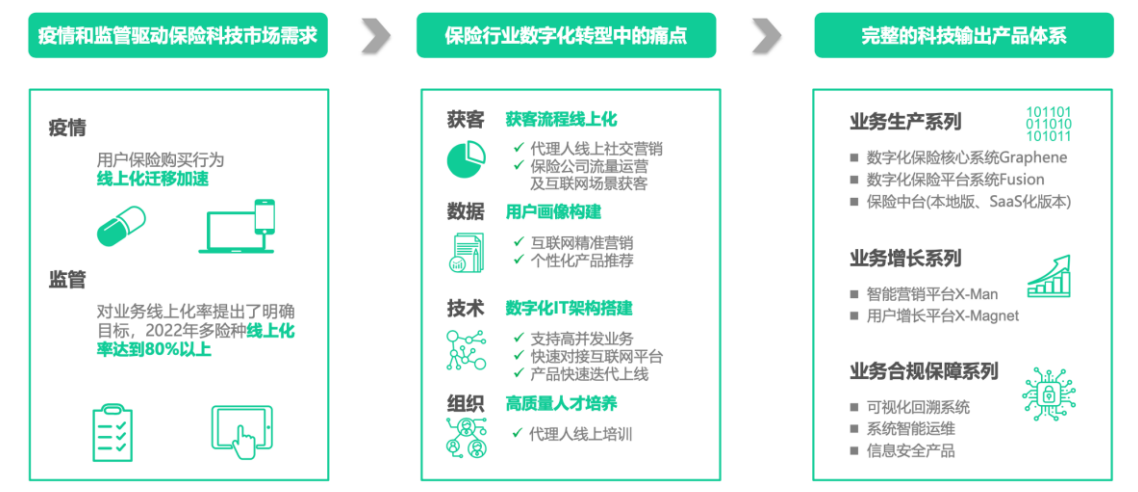 疫情和监管驱动保险科技市场需求
保险行业数字化转型中的痛点
完整的科技输出产品体系
疫情
用户保险购买行为
线上化迁移加速
监管
对业务线上化率提出了明确
目标，2022年多险种线上化
率达到80%以上
获客 获客流程线上化
✓ 代理人线上社交营销
✓ 保险公司流量运营
及互联网场景获客
数据 用户画像构建
✓ 互联网精准营销
✓ 个性化产品推荐
技术 数字化IT架构搭建
✓ 支持高并发业务
✓ 快速对接互联网平台
✓ 产品快速迭代上线
组织 高质量人才培养
✓ 代理人线上培训
业务生产系列
101101
011010
101011
■ 数字化保险核心系统Graphene
■ 数字化保险平台系统Fusion
■ 保险中台(本地版、SaaS化版本)
业务增长系列
■ 智能营销平台X-Man
■ 用户增长平台X-Magnet
业务合规保障系列
■ 可视化回溯系统
■ 系统智能运维
■ 信息安全产品